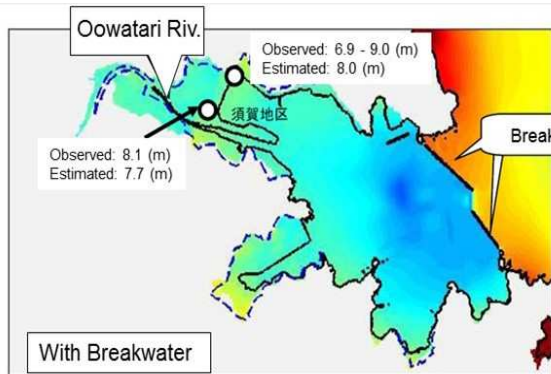 Oowatari Riv.
Observed: 6.9 - 9.0 (m)
Estimated: 8.0 (m)
須賀地区
Observed: 8.1 (m)
Estimated: 7.7 (m)
Break
With Breakwater